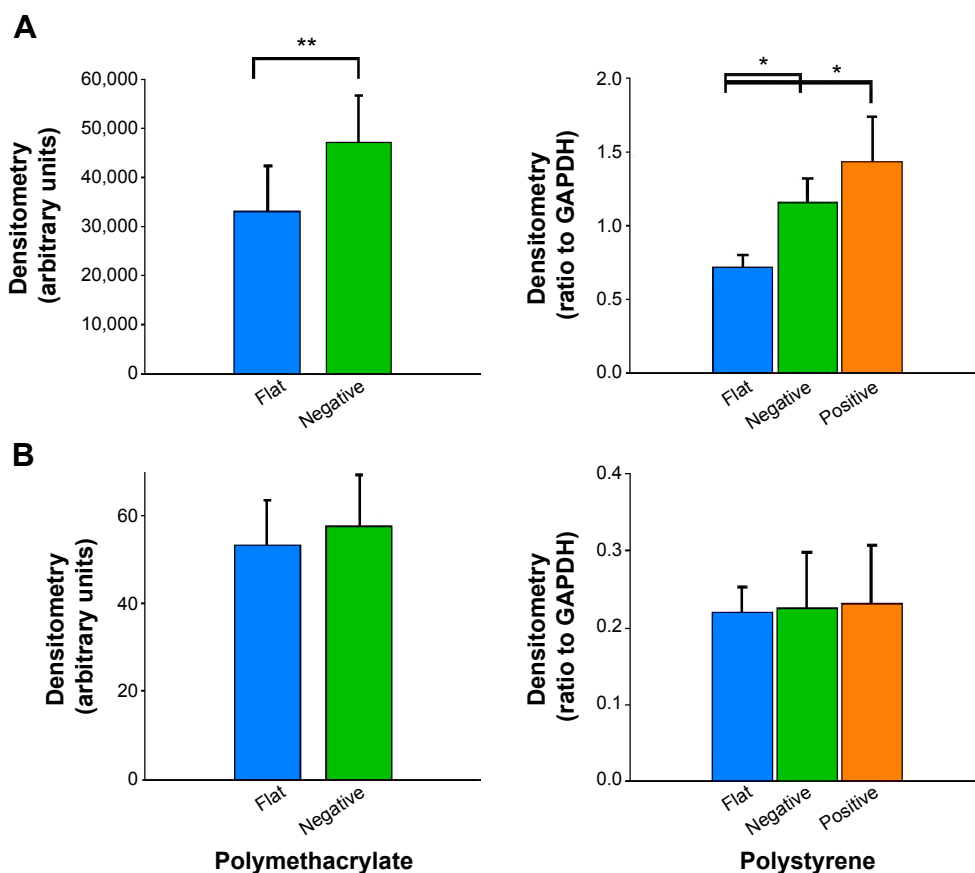 A
**
60,000
50,000
40,000
30,000
20,000
10,000
0
Densitometry
(arbitrary units)
Flat
Negative
*
*
2.0
1.5
1.0
0.5
0.0
Densitometry
(ratio to GAPDH)
Flat
Negative
Positive
B
60
40
20
0
Densitometry
(arbitrary units)
Flat
Negative
Polymethacrylate
0.4
0.3
0.2
0.1
0.0
Densitometry
(ratio to GAPDH)
Flat
Negative
Positive
Polystyrene